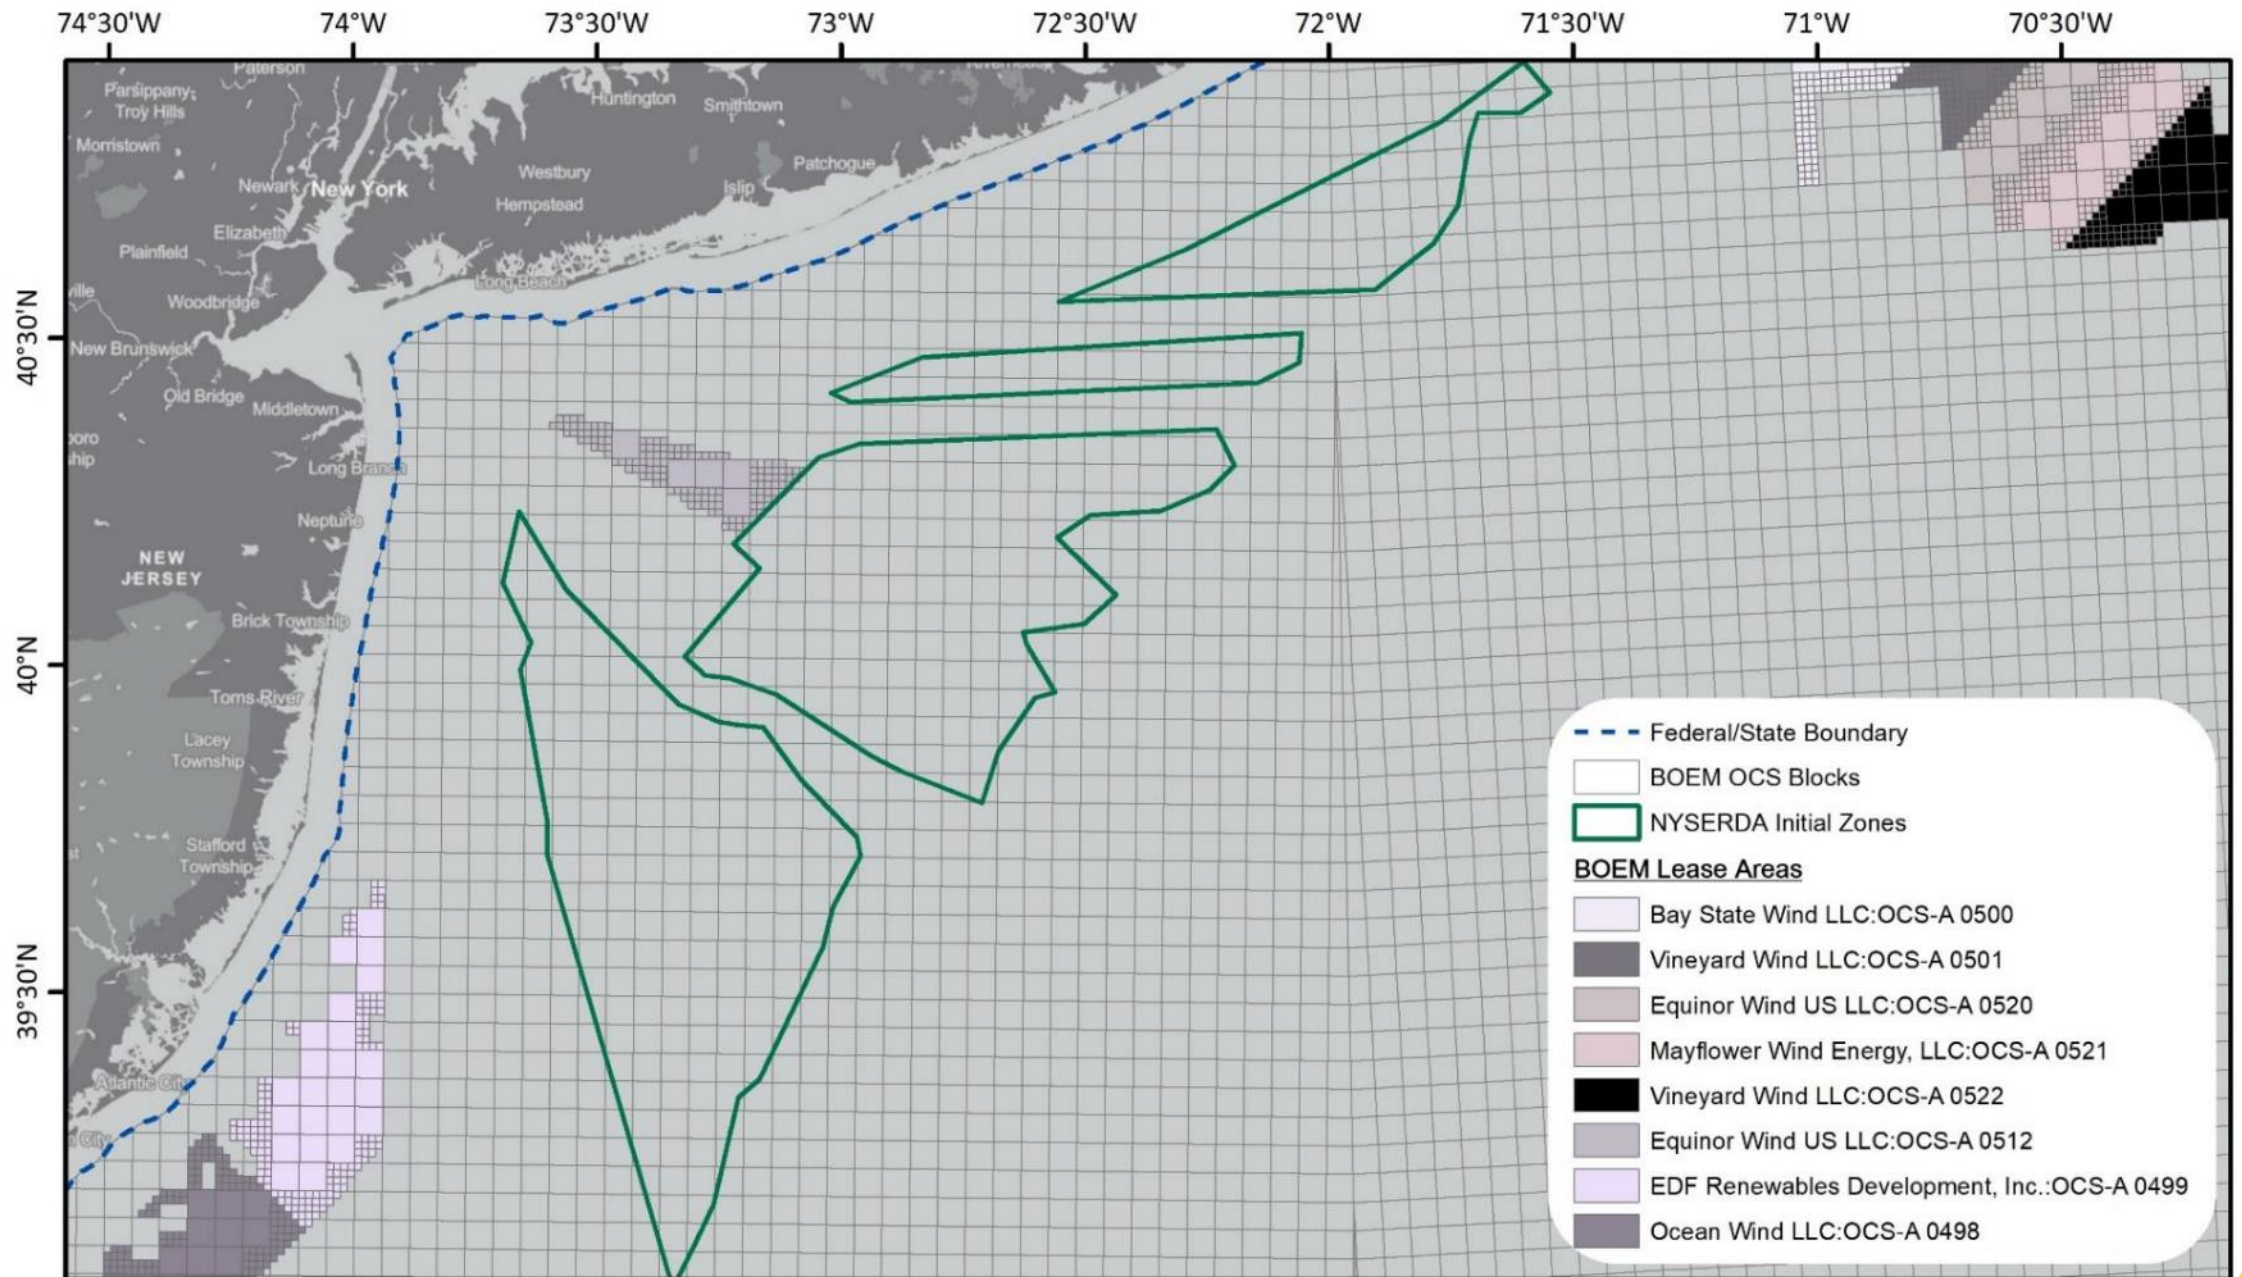 74°30'W 74°W 73°30'W 73°W 72°30'W 72°W 71°30'W 71°W 70°30'W
Paterson
Parsippany-
Troy Hills
Huntington
Smithtown
Morristown
Patchogue
Westbury
Newark
New York
Islip
Hempstead
Elizabeth
Plainfield
Long Beach
Woodbridge
40°30'N
New Brunswick
Old Bridge
Middletown
Long Branch
Neptune
NEW
JERSEY
Brick Township
40°N
Toms River
Lacey
Township
Stafford
Township
39°30'N
Atlantic City
Federal/State Boundary
BOEM OCS Blocks
NYSERDA Initial Zones
BOEM Lease Areas
Bay State Wind LLC:OCS-A 0500
Vineyard Wind LLC:OCS-A 0501
Equinor Wind US LLC:OCS-A 0520
Mayflower Wind Energy, LLC:OCS-A 0521
Vineyard Wind LLC:OCS-A 0522
Equinor Wind US LLC:OCS-A 0512
EDF Renewables Development, Inc.:OCS-A 0499
Ocean Wind LLC:OCS-A 0498